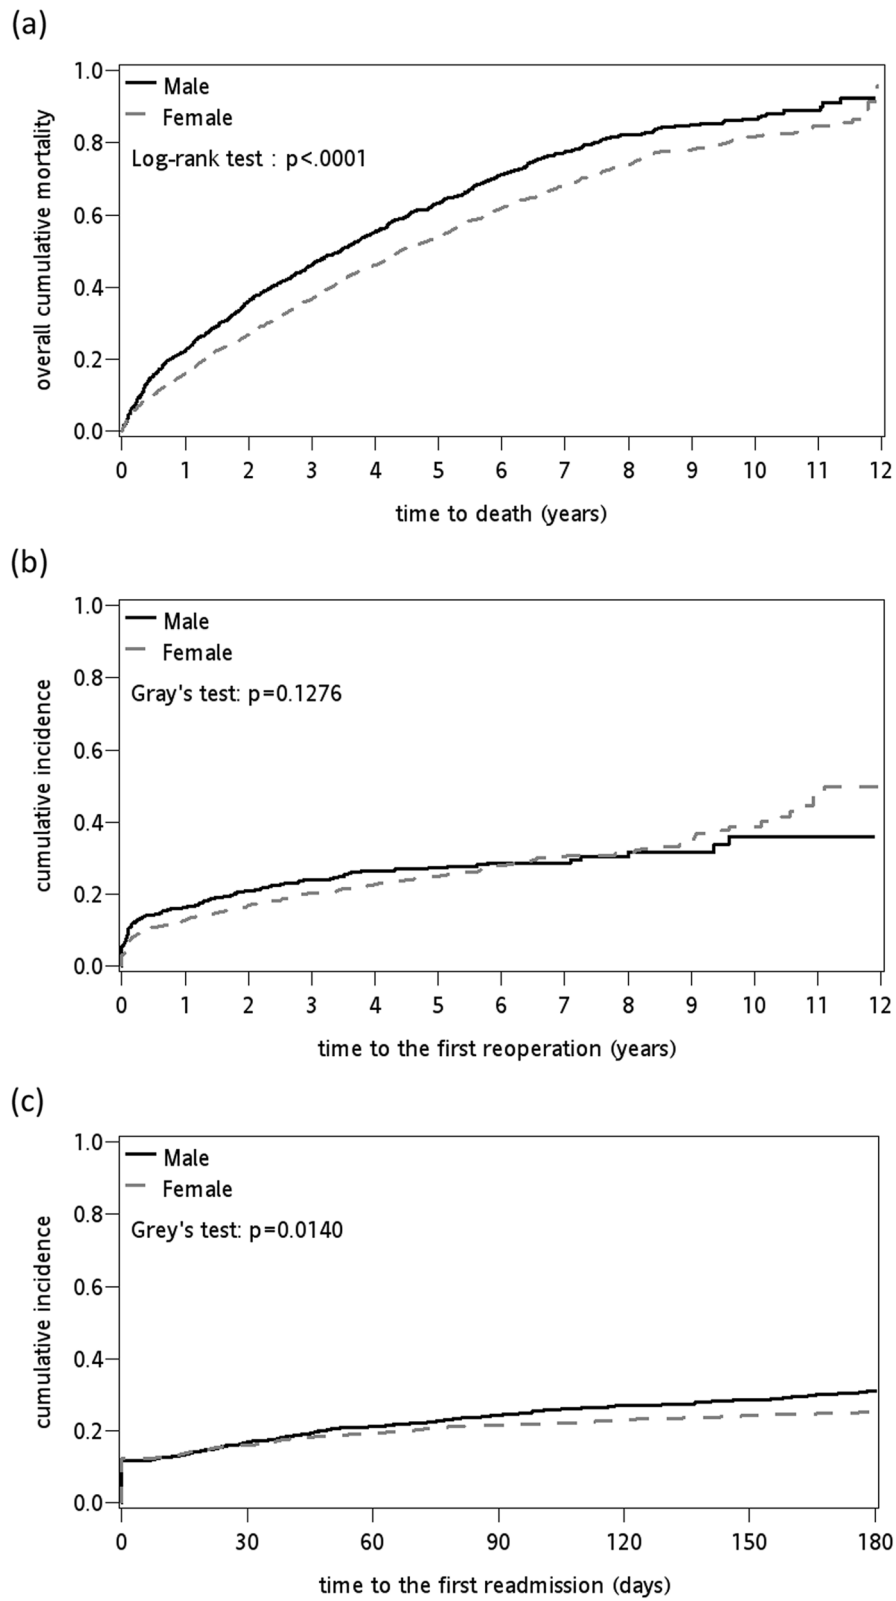 (a)
overall cumulative mortality
1.0
0.8
0.6
0.4
0.2
0.0
Male
Female
Log-rank test : p<.0001
0 1 2 3 4 5 6 7 8 9 10 11 12
time to death (years)
(b)
cumulative incidence
1.0
0.8
0.6
0.4
0.2
0.0
Male
Female
Gray's test: p=0.1276
0 1 2 3 4 5 6 7 8 9 10 11 12
time to the first reoperation (years)
(c)
cumulative incidence
1.0
0.8
0.6
0.4
0.2
0.0
Male
Female
Grey's test: p=0.0140
0 30 60 90 120 150 180
time to the first readmission (days)